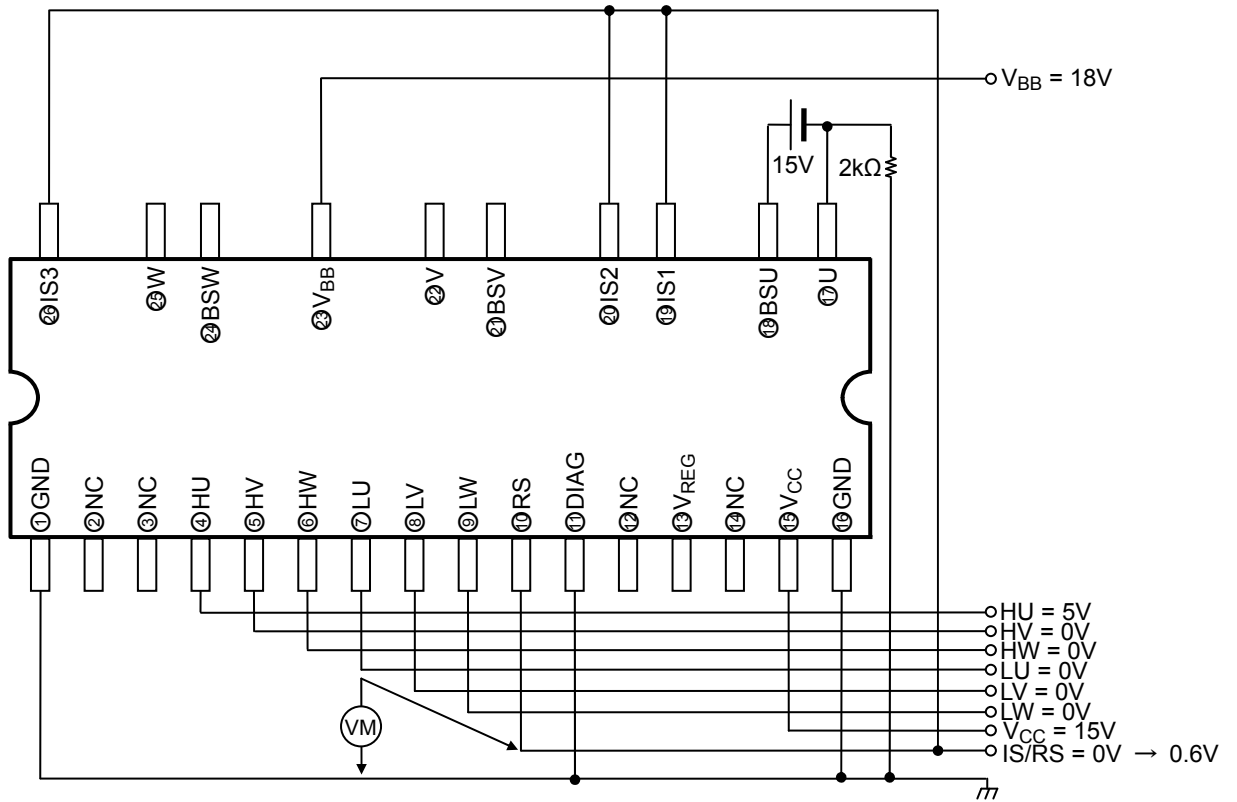 V_BB = 18V
15V
2kΩ
㉖IS3
㉕W
㉔BSW
㉓V_BB
㉒V
㉑BSV
⑳IS2
⑲IS1
⑱BSU
⑰U
①GND
②NC
③NC
④HU
⑤HV
⑥HW
⑦LU
⑧LV
⑨LW
⑩RS
⑪DIAG
⑫NC
⑬V_REG
⑭NC
⑮V_CC
⑯GND
HU = 5V
HV = 0V
HW = 0V
LU = 0V
LV = 0V
LW = 0V
V_CC = 15V
IS/RS = 0V → 0.6V
VM